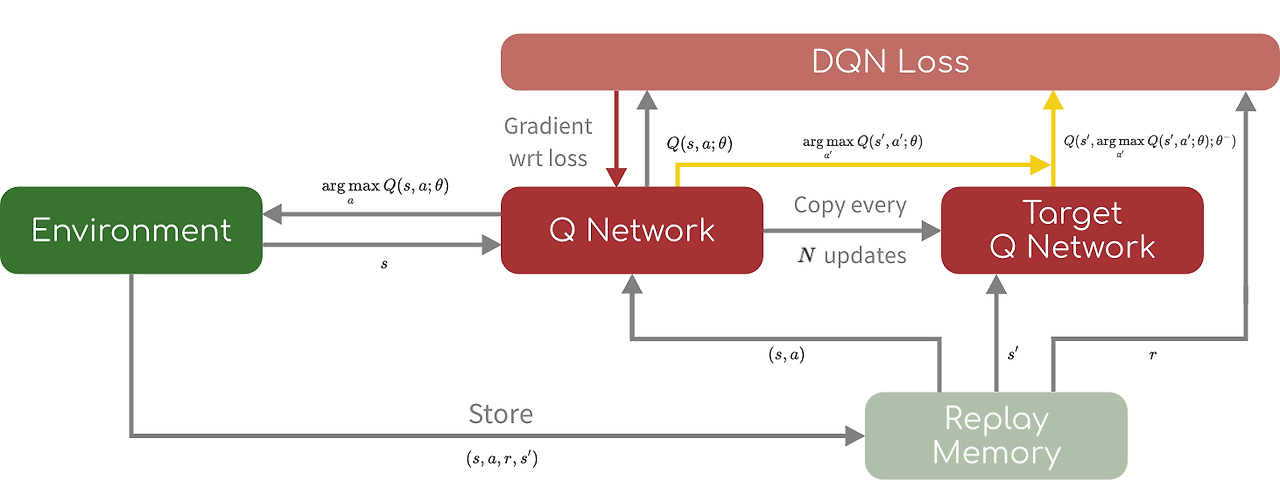 DQN Loss
Gradient
wrt loss
Q(s, a; θ)
arg max Q(s′, a′; θ)
a′
Q(s′, arg max Q(s′, a′; θ); θ⁻)
a′
arg max Q(s, a; θ)
a
Environment
s
Q Network
Copy every
N updates
Target
Q Network
(s, a)
s′
r
Store
(s, a, r, s′)
Replay
Memory